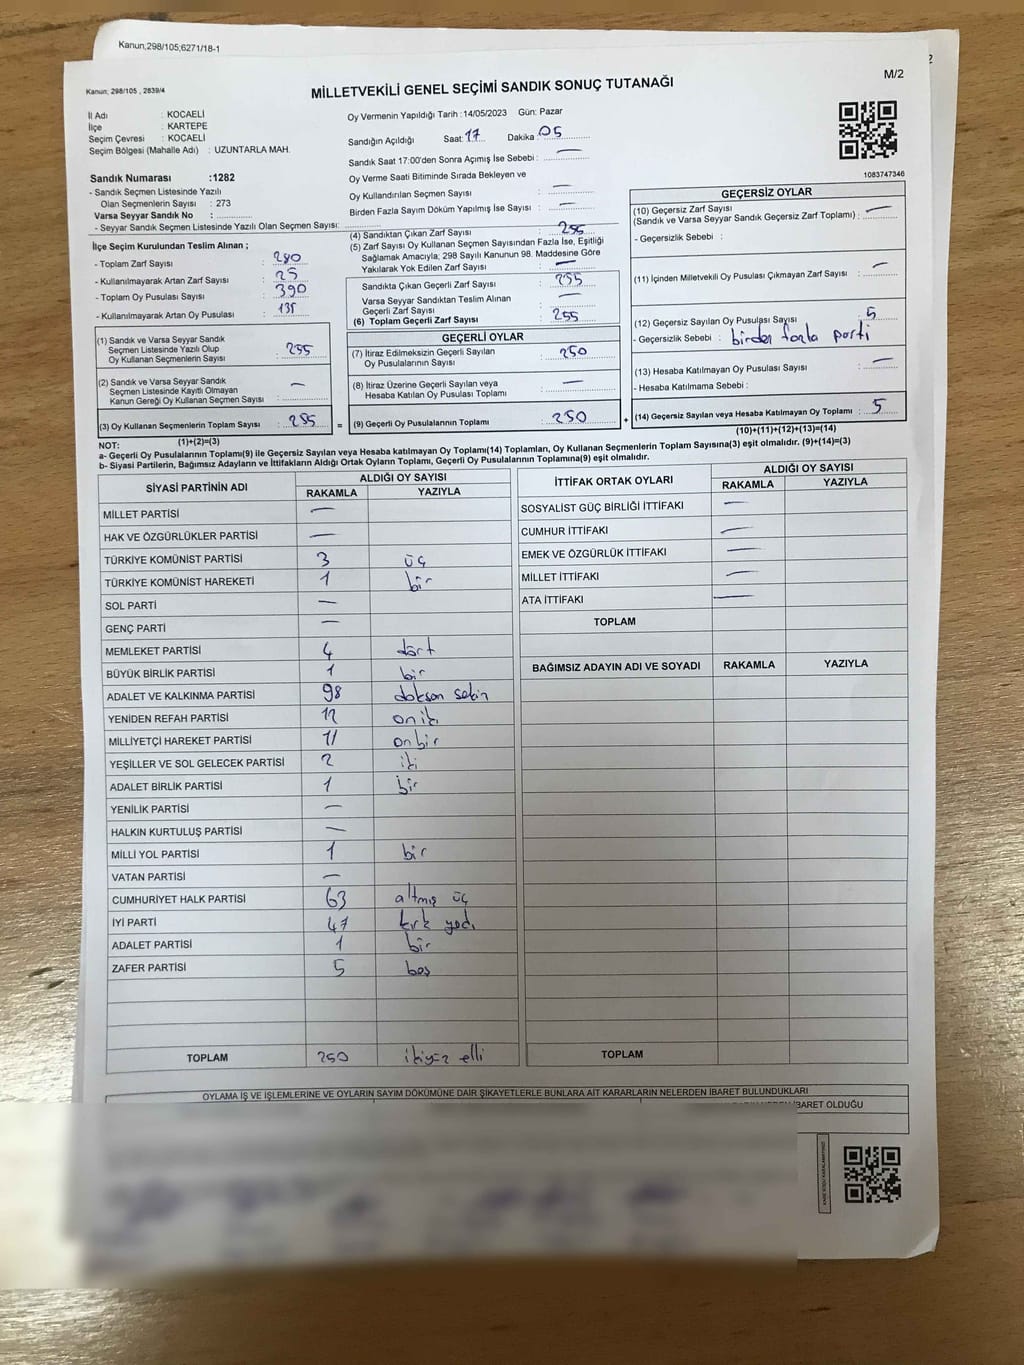 Kanun;298/105;6271/18-1
Kanun; 298/105 , 2839/4
MİLLETVEKİLİ GENEL SEÇİMİ SANDIK SONUÇ TUTANAĞI
M/2
İl Adı : KOCAELİ
İlçe : KARTEPE
Seçim Çevresi : KOCAELİ
Seçim Bölgesi (Mahalle Adı) : UZUNTARLA MAH.
Sandık Numarası :1282
- Sandık Seçmen Listesinde Yazılı
Olan Seçmenlerin Sayısı : 273
Varsa Seyyar Sandık No :
- Seyyar Sandık Seçmen Listesinde Yazılı Olan Seçmen Sayısı:
Oy Vermenin Yapıldığı Tarih :14/05/2023 Gün: Pazar
Sandığın Açıldığı Saat: 17 Dakika: 05
Sandık Saat 17:00'den Sonra Açımış İse Sebebi : —
Oy Verme Saati Bitiminde Sırada Bekleyen ve
Oy Kullandırılan Seçmen Sayısı : —
Birden Fazla Sayım Döküm Yapılmış İse Sayısı : —
1083747346
İlçe Seçim Kurulundan Teslim Alınan ;
- Toplam Zarf Sayısı : 280
- Kullanılmayarak Artan Zarf Sayısı : 25
- Toplam Oy Pusulası Sayısı : 390
- Kullanılmayarak Artan Oy Pusulası : 135
(1) Sandık ve Varsa Seyyar Sandık
Seçmen Listesinde Yazılı Olup
Oy Kullanan Seçmenlerin Sayısı : 255
(2) Sandık ve Varsa Seyyar Sandık
Seçmen Listesinde Kayıtlı Olmayan
Kanun Gereği Oy Kullanan Seçmen Sayısı : —
(3) Oy Kullanan Seçmenlerin Toplam Sayısı : 255
(1)+(2)=(3)
(4) Sandıktan Çıkan Zarf Sayısı : 255
(5) Zarf Sayısı Oy Kullanan Seçmen Sayısından Fazla İse, Eşitliği
Sağlamak Amacıyla; 298 Sayılı Kanunun 98. Maddesine Göre
Yakılarak Yok Edilen Zarf Sayısı : —
Sandıkta Çıkan Geçerli Zarf Sayısı : 255
Varsa Seyyar Sandıktan Teslim Alınan
Geçerli Zarf Sayısı : —
(6) Toplam Geçerli Zarf Sayısı : 255
GEÇERLİ OYLAR
(7) İtiraz Edilmeksizin Geçerli Sayılan
Oy Pusulalarının Sayısı : 250
(8) İtiraz Üzerine Geçerli Sayılan veya
Hesaba Katılan Oy Pusulası Toplamı : —
= (9) Geçerli Oy Pusulalarının Toplamı : 250 +
GEÇERSİZ OYLAR
(10) Geçersiz Zarf Sayısı
(Sandık ve Varsa Seyyar Sandık Geçersiz Zarf Toplamı) : —
- Geçersizlik Sebebi :
(11) İçinden Milletvekili Oy Pusulası Çıkmayan Zarf Sayısı : —
(12) Geçersiz Sayılan Oy Pusulası Sayısı : 5
- Geçersizlik Sebebi : birden fazla parti
(13) Hesaba Katılmayan Oy Pusulası Sayısı : —
- Hesaba Katılmama Sebebi :
(14) Geçersiz Sayılan veya Hesaba Katılmayan Oy Toplamı : 5
(10)+(11)+(12)+(13)=(14)
NOT:
a- Geçerli Oy Pusulalarının Toplamı(9) ile Geçersiz Sayılan veya Hesaba katılmayan Oy Toplamı(14) Toplamları, Oy Kullanan Seçmenlerin Toplam Sayısına(3) eşit olmalıdır. (9)+(14)=(3)
b- Siyasi Partilerin, Bağımsız Adayların ve İttifakların Aldığı Ortak Oyların Toplamı, Geçerli Oy Pusulalarının Toplamına(9) eşit olmalıdır.
SİYASİ PARTİNİN ADI ALDIĞI OY SAYISI
RAKAMLA YAZIYLA
MİLLET PARTİSİ —
HAK VE ÖZGÜRLÜKLER PARTİSİ —
TÜRKİYE KOMÜNİST PARTİSİ 3 üç
TÜRKİYE KOMÜNİST HAREKETİ 1 bir
SOL PARTİ —
GENÇ PARTİ —
MEMLEKET PARTİSİ 4 dört
BÜYÜK BİRLİK PARTİSİ 1 bir
ADALET VE KALKINMA PARTİSİ 98 doksan sekiz
YENİDEN REFAH PARTİSİ 12 oniki
MİLLİYETÇİ HAREKET PARTİSİ 11 onbir
YEŞİLLER VE SOL GELECEK PARTİSİ 2 iki
ADALET BİRLİK PARTİSİ 1 bir
YENİLİK PARTİSİ —
HALKIN KURTULUŞ PARTİSİ —
MİLLİ YOL PARTİSİ 1 bir
VATAN PARTİSİ —
CUMHURİYET HALK PARTİSİ 63 altmış üç
İYİ PARTİ 47 kırk yedi
ADALET PARTİSİ 1 bir
ZAFER PARTİSİ 5 beş
TOPLAM 250 ikiyüz elli
İTTİFAK ORTAK OYLARI ALDIĞI OY SAYISI
RAKAMLA YAZIYLA
SOSYALİST GÜÇ BİRLİĞİ İTTİFAKI —
CUMHUR İTTİFAKI —
EMEK VE ÖZGÜRLÜK İTTİFAKI —
MİLLET İTTİFAKI —
ATA İTTİFAKI —
TOPLAM
BAĞIMSIZ ADAYIN ADI VE SOYADI RAKAMLA YAZIYLA
TOPLAM
OYLAMA İŞ VE İŞLEMLERİNE VE OYLARIN SAYIM DÖKÜMÜNE DAİR ŞİKAYETLERLE BUNLARA AİT KARARLARIN NELERDEN İBARET BULUNDUKLARI
İBARET OLDUĞU